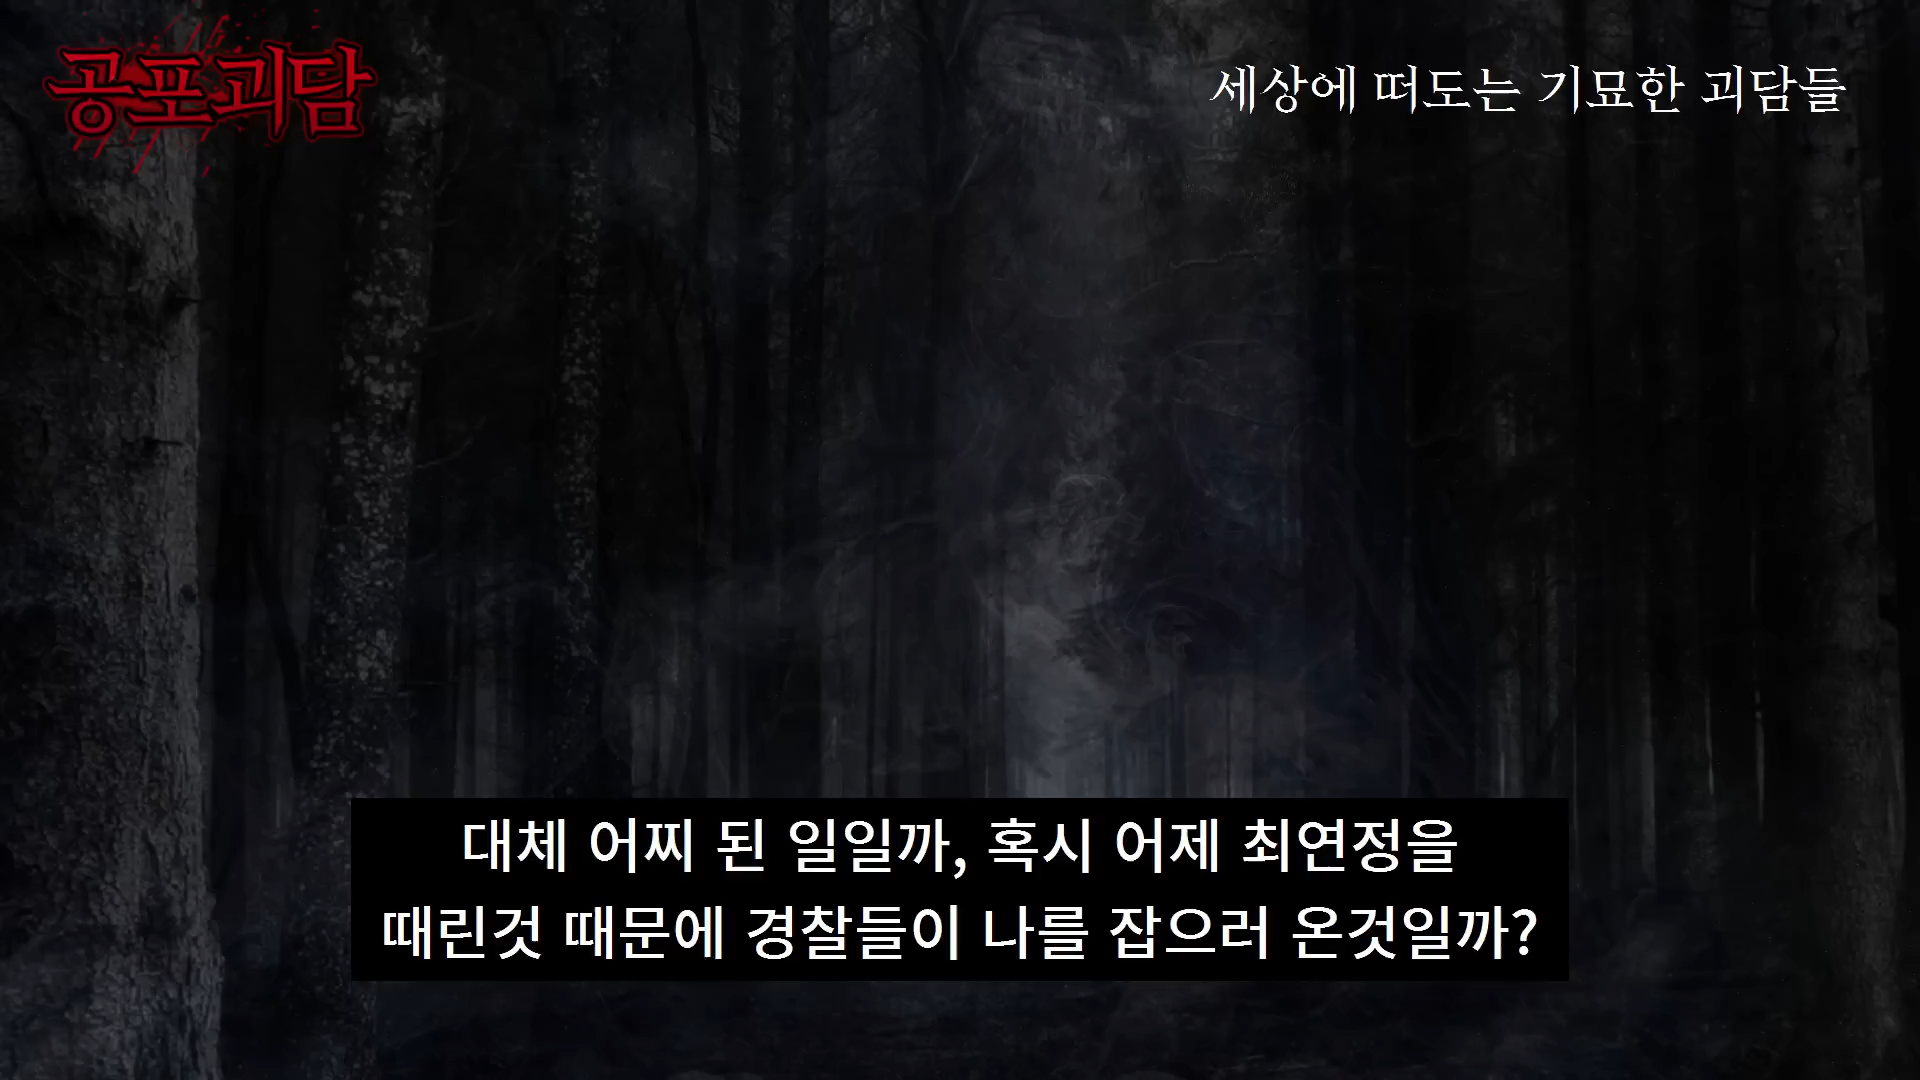 공포괴담
세상에 떠도는 기묘한 괴담들
대체 어찌 된 일일까, 혹시 어제 최연정을
때린것 때문에 경찰들이 나를 잡으러 온것일까?